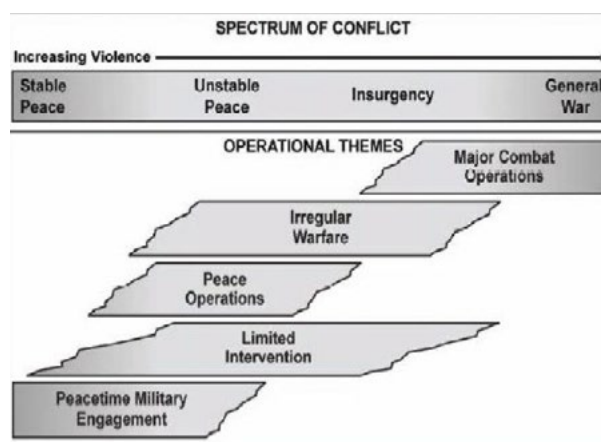 SPECTRUM OF CONFLICT
Increasing Violence
Stable
Peace
Unstable
Peace
Insurgency
General
War
OPERATIONAL THEMES
Major Combat
Operations
Irregular
Warfare
Peace
Operations
Limited
Intervention
Peacetime Military
Engagement